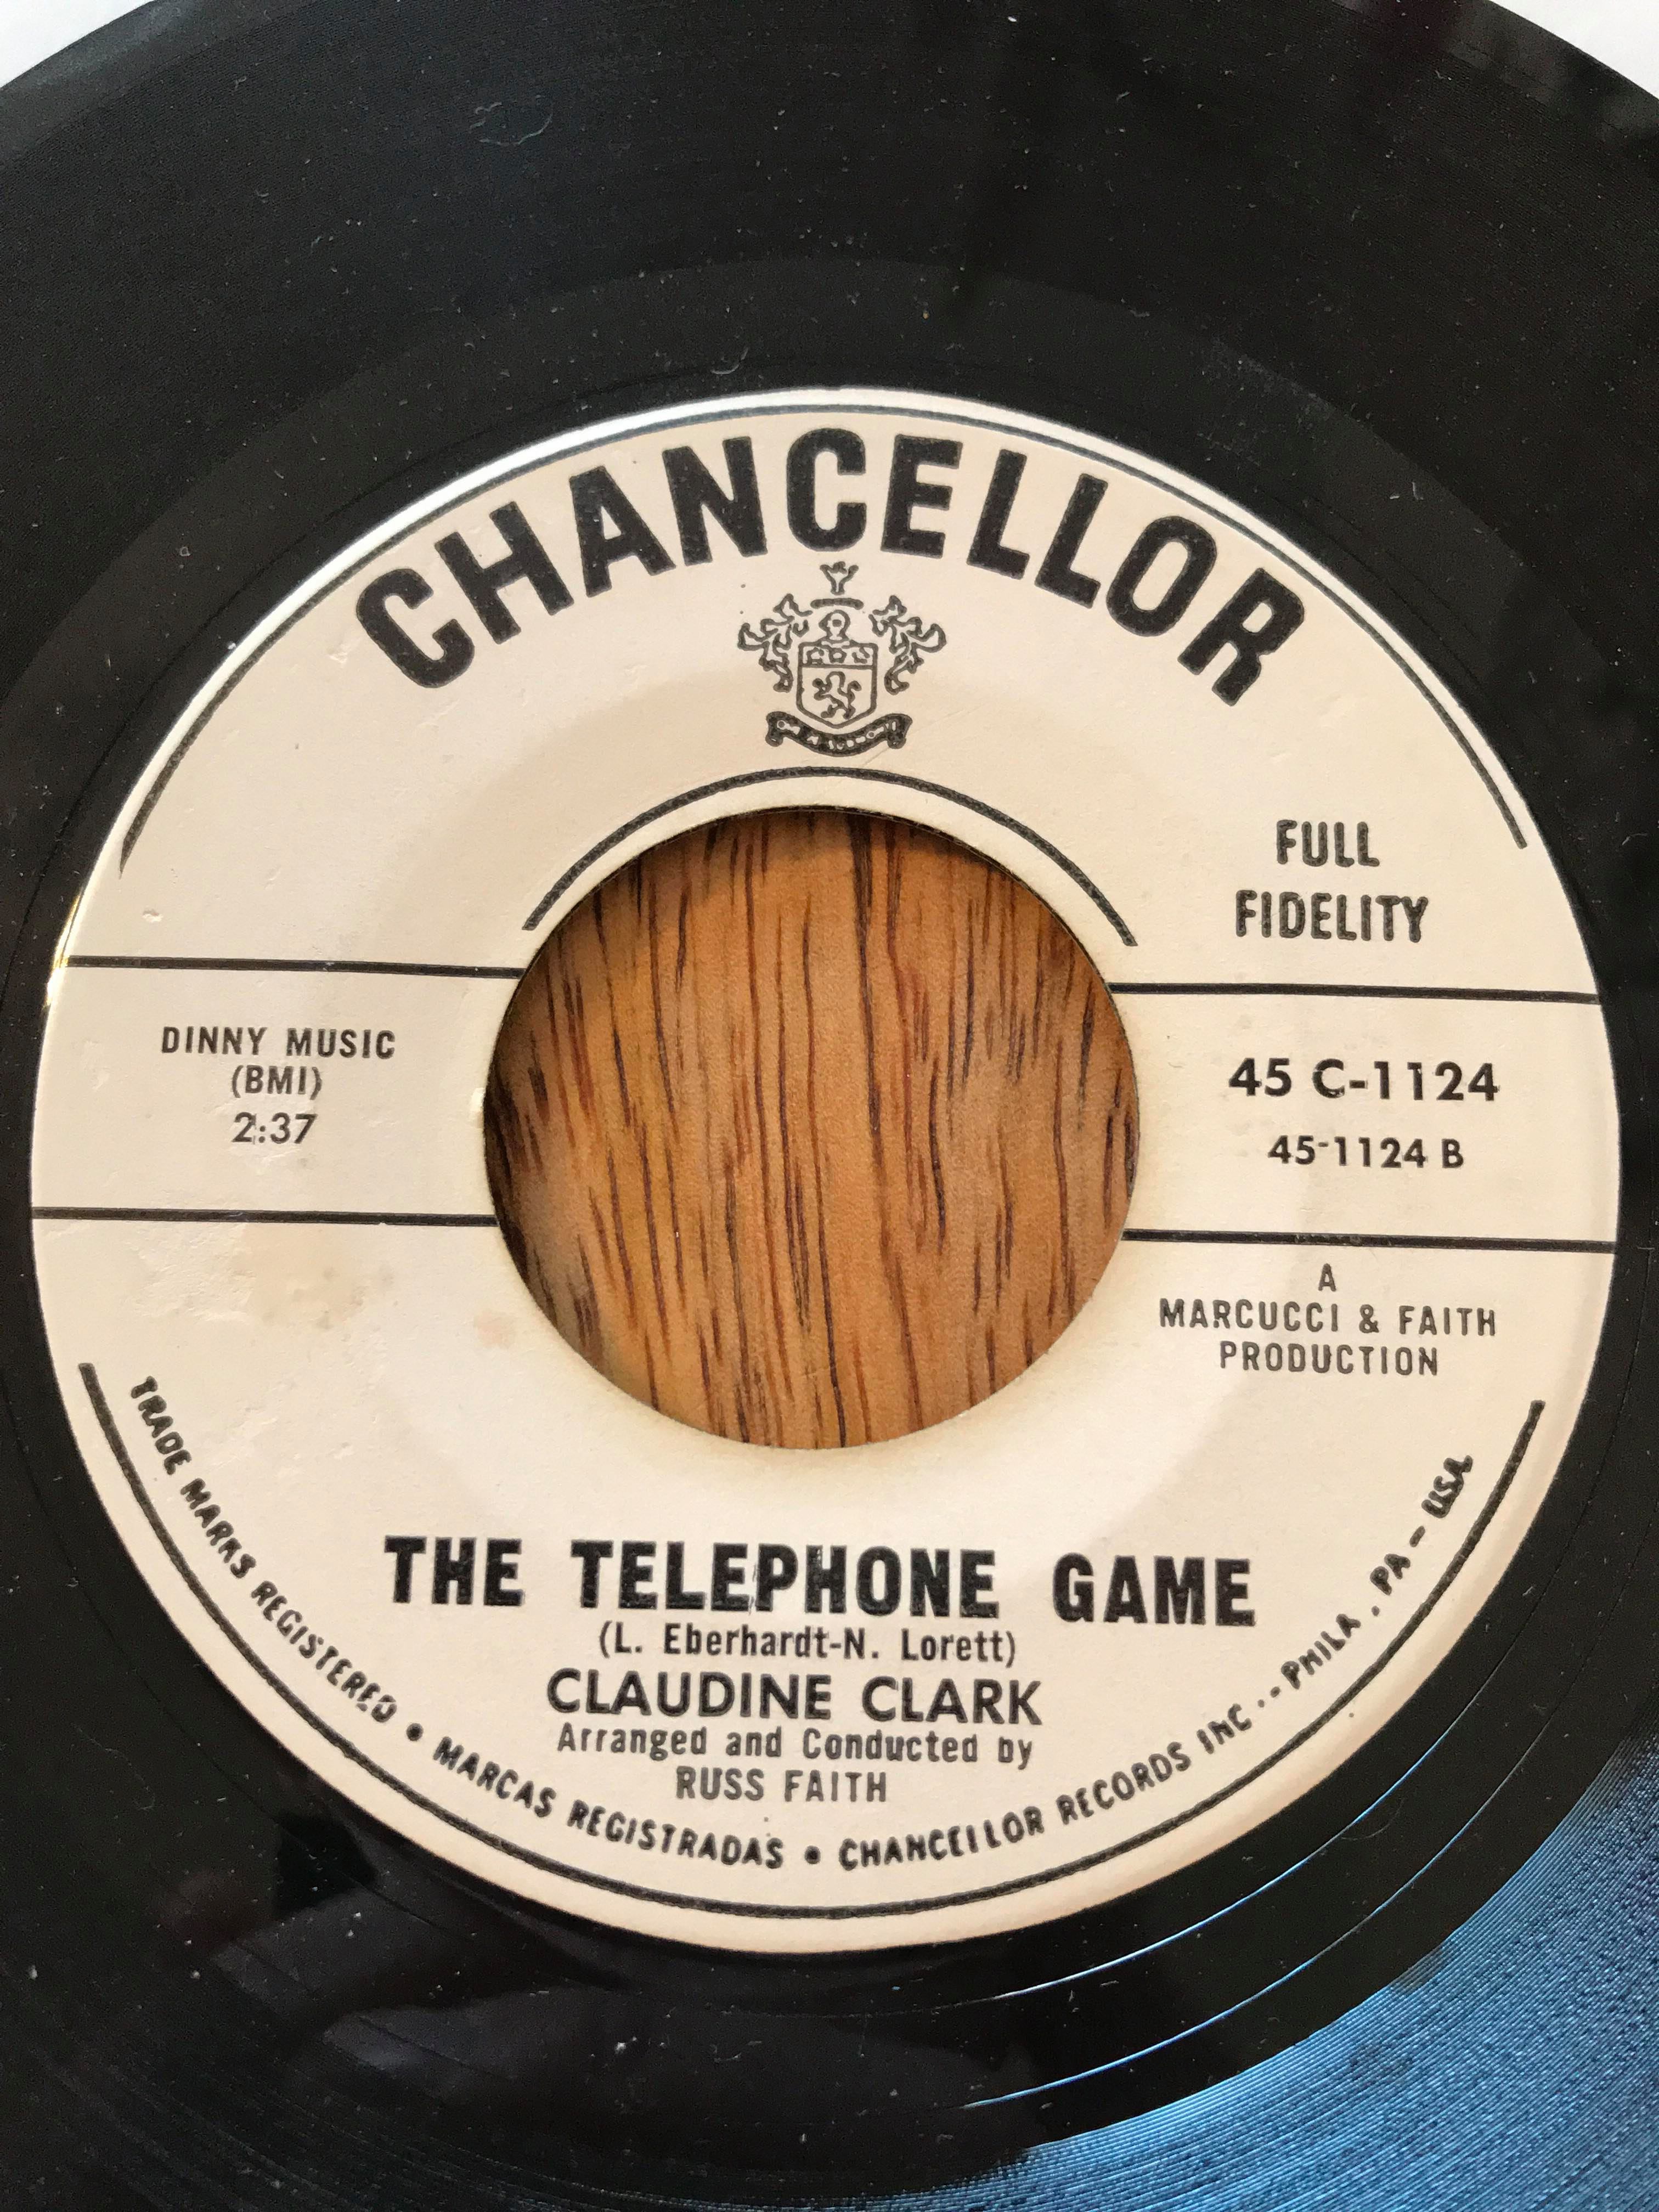 CHANCELLOR
FULL
FIDELITY
DINNY MUSIC
(BMI)
2:37
45 C-1124
45-1124 B
A
MARCUCCI & FAITH
PRODUCTION
THE TELEPHONE GAME
(L. Eberhardt-N. Lorett)
CLAUDINE CLARK
Arranged and Conducted by
RUSS FAITH
TRADE MARKS REGISTERED • MARCAS REGISTRADAS • CHANCELLOR RECORDS INC. - PHILA., PA - USA